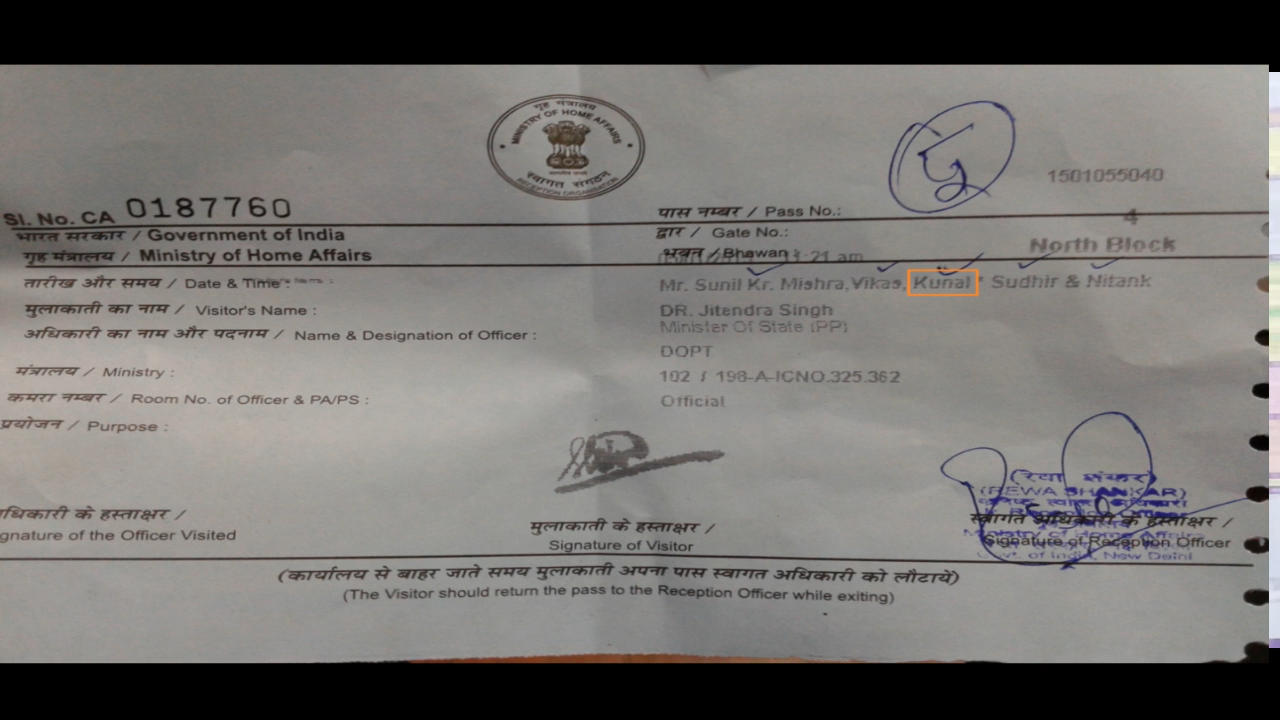 गृह मंत्रालय
MINISTRY OF HOME AFFAIRS
स्वागत संगठन
RECEPTION ORGANISATION
1501055040
SI. No. CA 0187760
पास नम्बर / Pass No.:
4
भारत सरकार / Government of India
द्वार / Gate No.:
North Block
गृह मंत्रालय / Ministry of Home Affairs
भवन / Bhawan :21 am
तारीख और समय / Date & Time
Mr. Sunil Kr. Mishra, Vikas, Kunal * Sudhir & Nitank
मुलाकाती का नाम / Visitor's Name :
DR. Jitendra Singh
अधिकारी का नाम और पदनाम / Name & Designation of Officer :
Minister Of State (PP)
DOPT
मंत्रालय / Ministry :
102 / 198-A-ICNO.325.362
कमरा नम्बर / Room No. of Officer & PA/PS :
Official
प्रयोजन / Purpose :
(रेवा शंकर)
(REWA SHANKAR)
धिकारी के हस्ताक्षर /
gnature of the Officer Visited
मुलाकाती के हस्ताक्षर /
Signature of Visitor
स्वागत अधिकारी के हस्ताक्षर /
Signature of Reception Officer
Govt. of India, New Delhi
(कार्यालय से बाहर जाते समय मुलाकाती अपना पास स्वागत अधिकारी को लौटायें)
(The Visitor should return the pass to the Reception Officer while exiting)